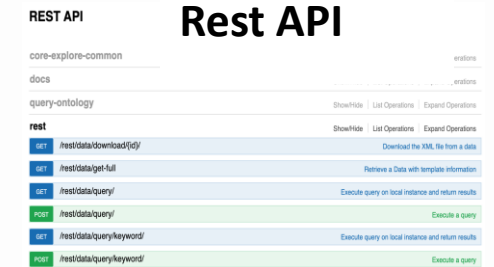 REST API
Rest API
core-explore-common erations
docs erations
query-ontology Show/Hide List Operations Expand Operations
rest Show/Hide List Operations Expand Operations
GET /rest/data/download/{id}/ Download the XML file from a data
GET /rest/data/get-full Retrieve a Data with template information
GET /rest/data/query/ Execute query on local instance and return results
POST /rest/data/query/ Execute a query
GET /rest/data/query/keyword/ Execute query on local instance and return results
POST /rest/data/query/keyword/ Execute a query